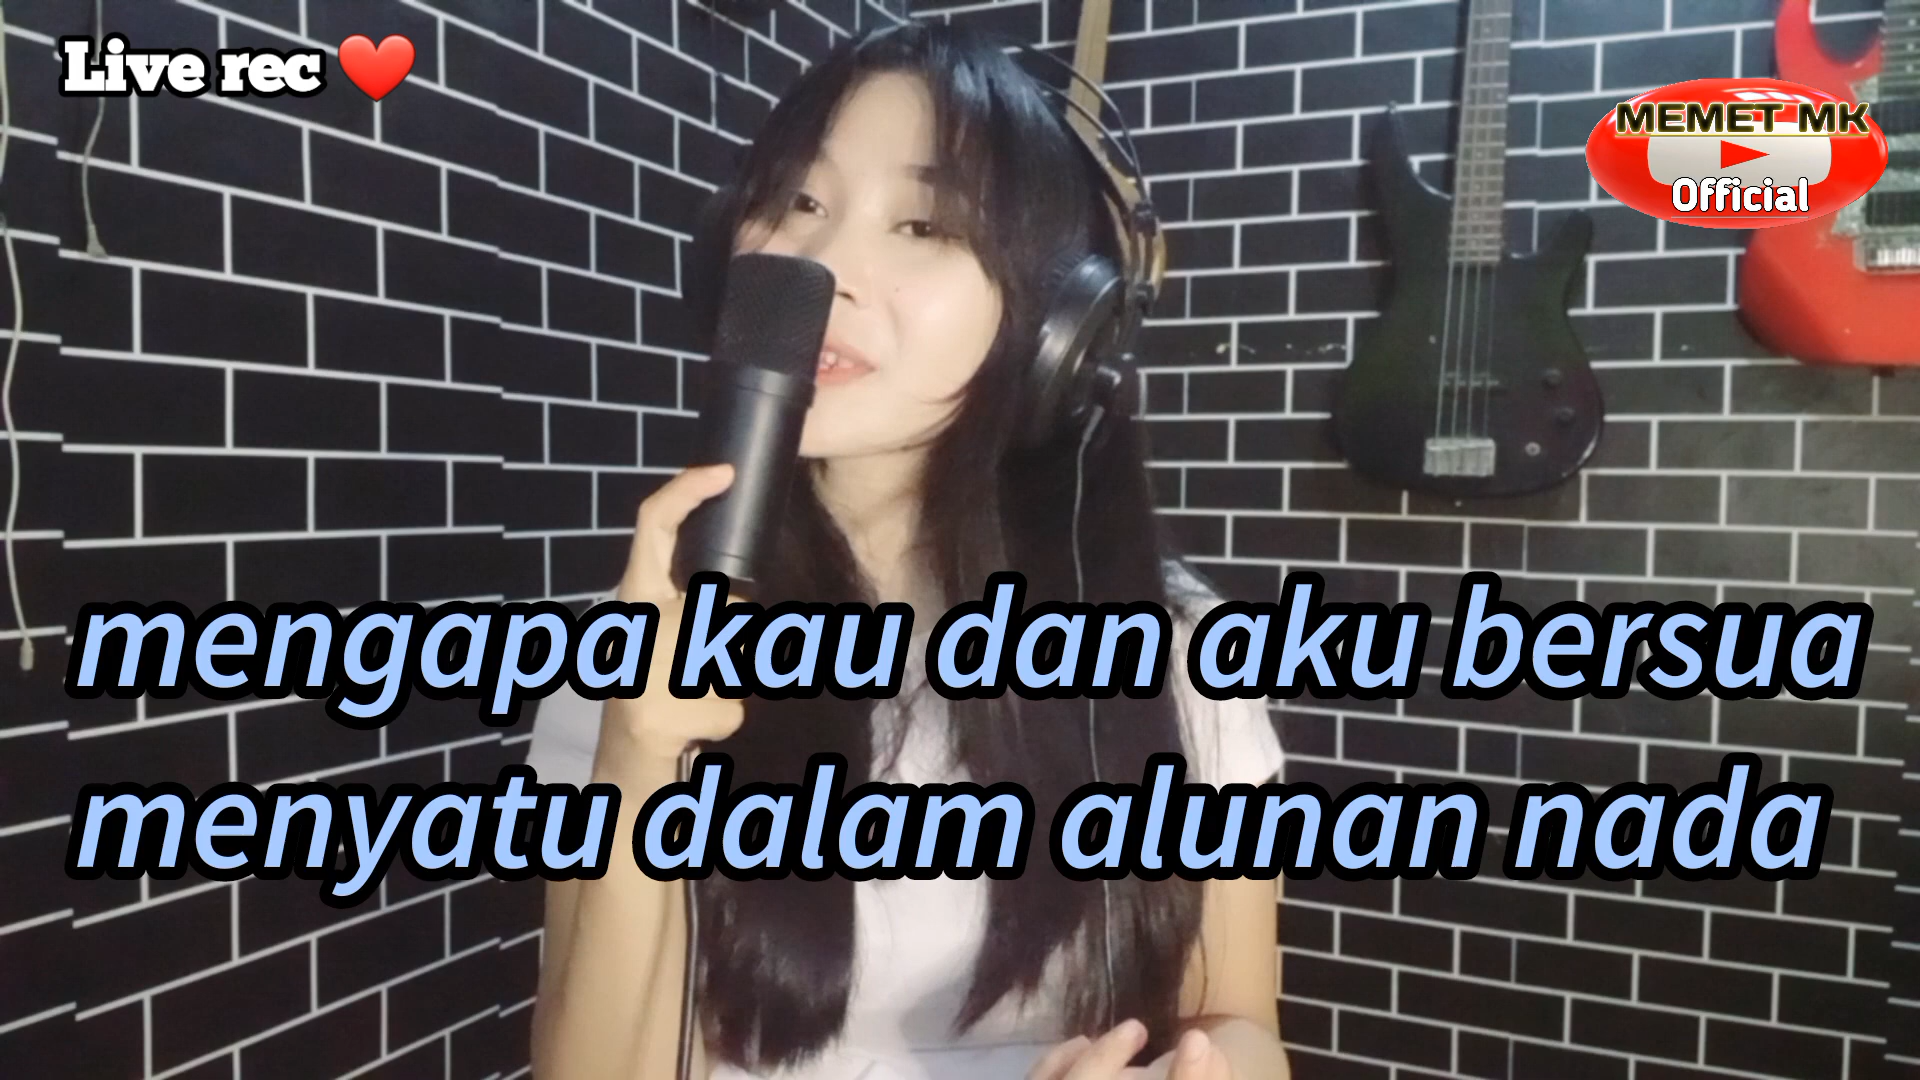 Live rec ❤️
MEMET MK
Official
mengapa kau dan aku bersua
menyatu dalam alunan nada